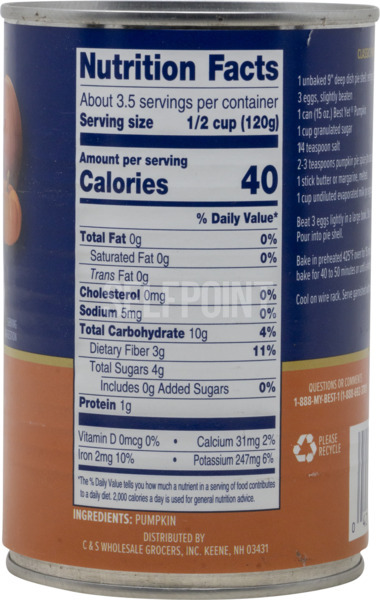 Nutrition Facts
About 3.5 servings per container
Serving size 1/2 cup (120g)
Amount per serving
Calories 40
% Daily Value*
Total Fat 0g 0%
Saturated Fat 0g 0%
Trans Fat 0g
Cholesterol 0mg 0%
Sodium 5mg 0%
Total Carbohydrate 10g 4%
Dietary Fiber 3g 11%
Total Sugars 4g
Includes 0g Added Sugars 0%
Protein 1g
Vitamin D 0mcg 0% • Calcium 31mg 2%
Iron 2mg 10% • Potassium 247mg 6%
*The % Daily Value tells you how much a nutrient in a serving of food contributes
to a daily diet. 2,000 calories a day is used for general nutrition advice.
INGREDIENTS: PUMPKIN
DISTRIBUTED BY
C & S WHOLESALE GROCERS, INC. KEENE, NH 03431
1 unbaked 9" deep dish pie shell
3 eggs, slightly beaten
1 can (15 oz.) Best Yet® Pumpkin
1 cup granulated sugar
1/4 teaspoon salt
2-3 teaspoons pumpkin pie
1 stick butter or margarine, melted
1 cup undiluted evaporated milk
Beat 3 eggs lightly in a large
Pour into pie shell.
Bake in preheated 425°F oven
bake for 40 to 50 minutes or
Cool on wire rack. Serve
QUESTIONS OR COMMENTS
1-888-MY-BEST-1
PLEASE
RECYCLE
SELFPOINT